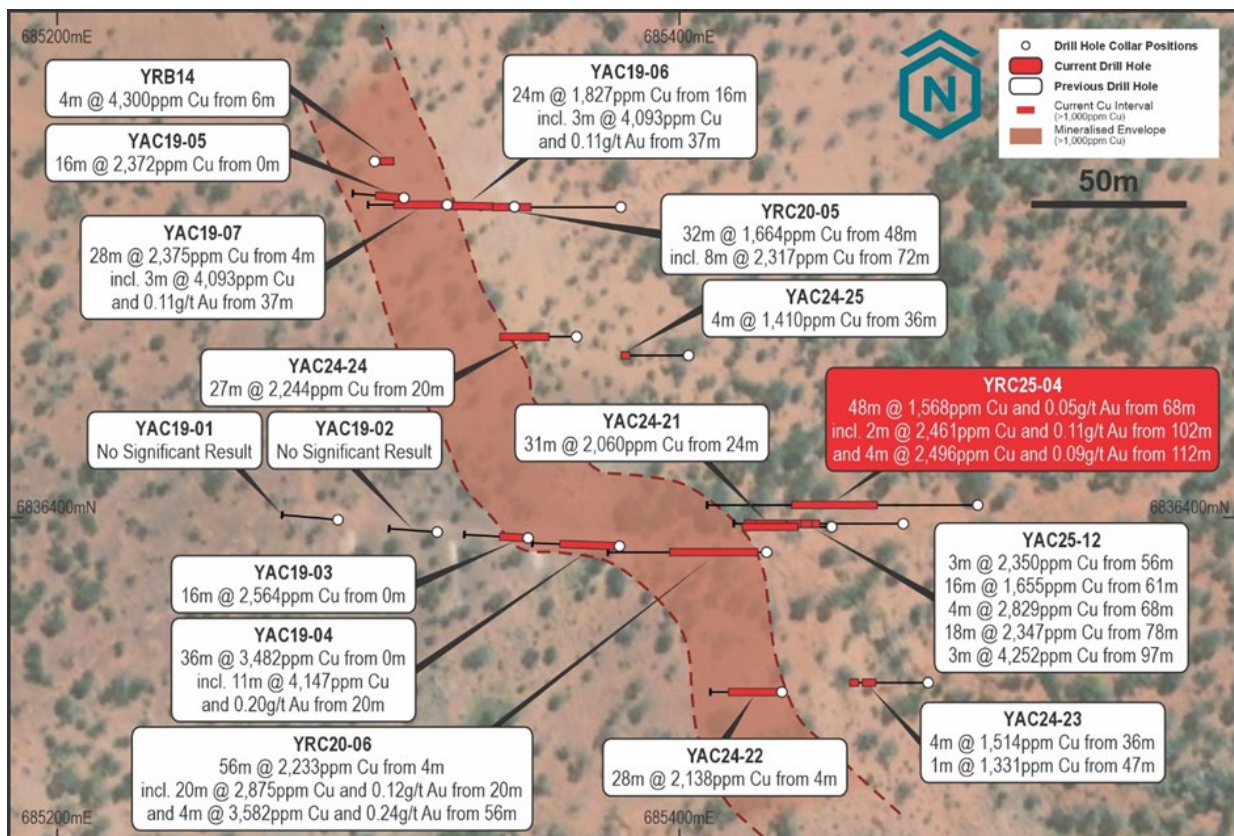 685200mE
685400mE
N
Drill Hole Collar Positions
Current Drill Hole
Previous Drill Hole
Current Cu Interval
(>1,000ppm Cu)
Mineralised Envelope
(>1,000ppm Cu)
50m
YRB14
4m @ 4,300ppm Cu from 6m
YAC19-06
24m @ 1,827ppm Cu from 16m
incl. 3m @ 4,093ppm Cu
and 0.11g/t Au from 37m
YAC19-05
16m @ 2,372ppm Cu from 0m
YRC20-05
32m @ 1,664ppm Cu from 48m
incl. 8m @ 2,317ppm Cu from 72m
YAC19-07
28m @ 2,375ppm Cu from 4m
incl. 3m @ 4,093ppm Cu
and 0.11g/t Au from 37m
YAC24-25
4m @ 1,410ppm Cu from 36m
YAC24-24
27m @ 2,244ppm Cu from 20m
YRC25-04
48m @ 1,568ppm Cu and 0.05g/t Au from 68m
incl. 2m @ 2,461ppm Cu and 0.11g/t Au from 102m
and 4m @ 2,496ppm Cu and 0.09g/t Au from 112m
YAC24-21
31m @ 2,060ppm Cu from 24m
YAC19-01
No Significant Result
YAC19-02
No Significant Result
6836400mN
6836400mN
YAC19-03
16m @ 2,564ppm Cu from 0m
YAC25-12
3m @ 2,350ppm Cu from 56m
16m @ 1,655ppm Cu from 61m
4m @ 2,829ppm Cu from 68m
18m @ 2,347ppm Cu from 78m
3m @ 4,252ppm Cu from 97m
YAC19-04
36m @ 3,482ppm Cu from 0m
incl. 11m @ 4,147ppm Cu
and 0.20g/t Au from 20m
YRC20-06
56m @ 2,233ppm Cu from 4m
incl. 20m @ 2,875ppm Cu and 0.12g/t Au from 20m
and 4m @ 3,582ppm Cu and 0.24g/t Au from 56m
YAC24-22
28m @ 2,138ppm Cu from 4m
YAC24-23
4m @ 1,514ppm Cu from 36m
1m @ 1,331ppm Cu from 47m
685200mE
685400mE